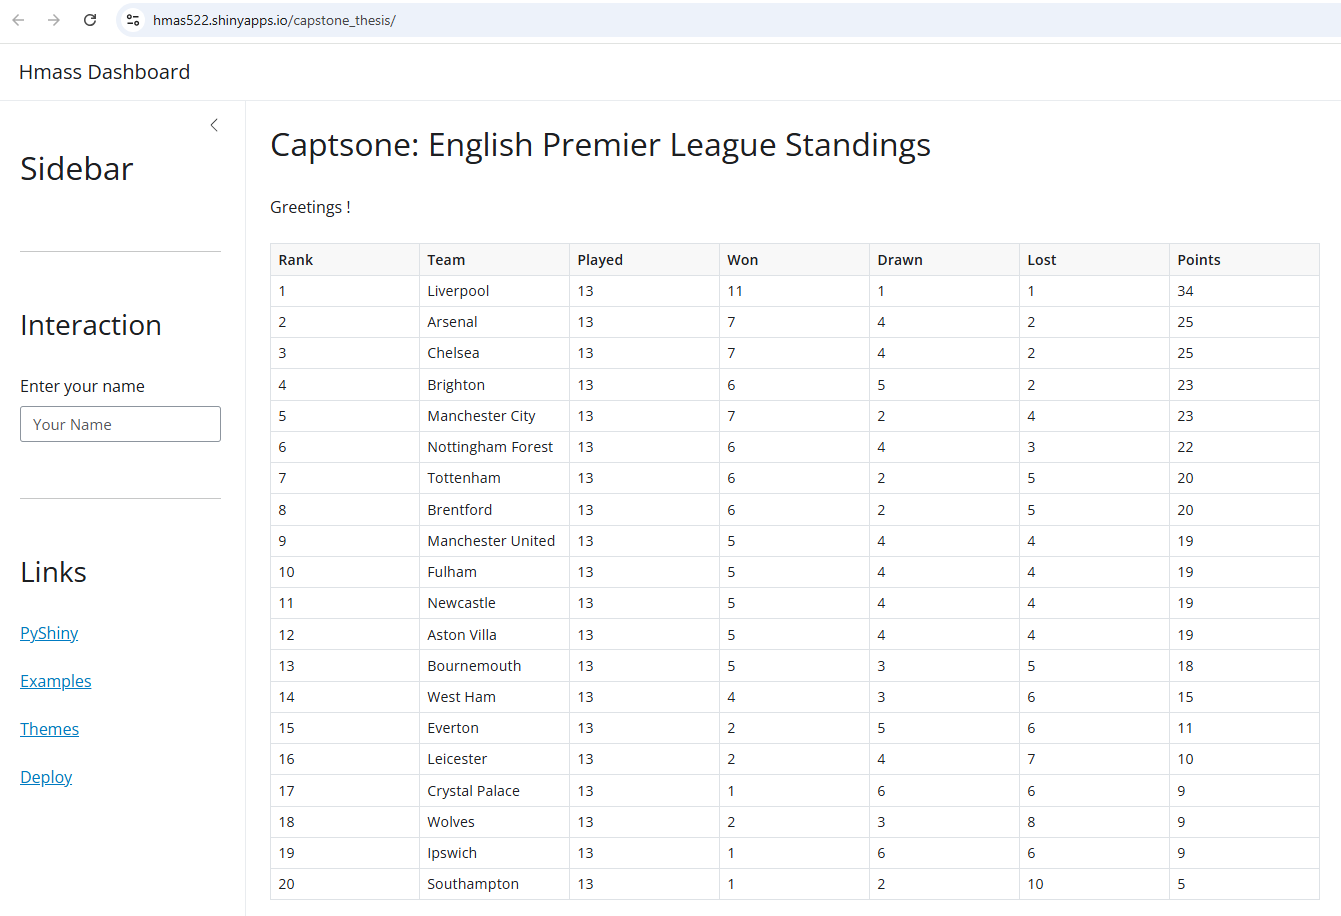 hmas522.shinyapps.io/capstone_thesis/
Hmass Dashboard
Sidebar
Interaction
Enter your name
Your Name
Links
PyShiny
Examples
Themes
Deploy
Captsone: English Premier League Standings
Greetings !
Rank Team Played Won Drawn Lost Points
1 Liverpool 13 11 1 1 34
2 Arsenal 13 7 4 2 25
3 Chelsea 13 7 4 2 25
4 Brighton 13 6 5 2 23
5 Manchester City 13 7 2 4 23
6 Nottingham Forest 13 6 4 3 22
7 Tottenham 13 6 2 5 20
8 Brentford 13 6 2 5 20
9 Manchester United 13 5 4 4 19
10 Fulham 13 5 4 4 19
11 Newcastle 13 5 4 4 19
12 Aston Villa 13 5 4 4 19
13 Bournemouth 13 5 3 5 18
14 West Ham 13 4 3 6 15
15 Everton 13 2 5 6 11
16 Leicester 13 2 4 7 10
17 Crystal Palace 13 1 6 6 9
18 Wolves 13 2 3 8 9
19 Ipswich 13 1 6 6 9
20 Southampton 13 1 2 10 5